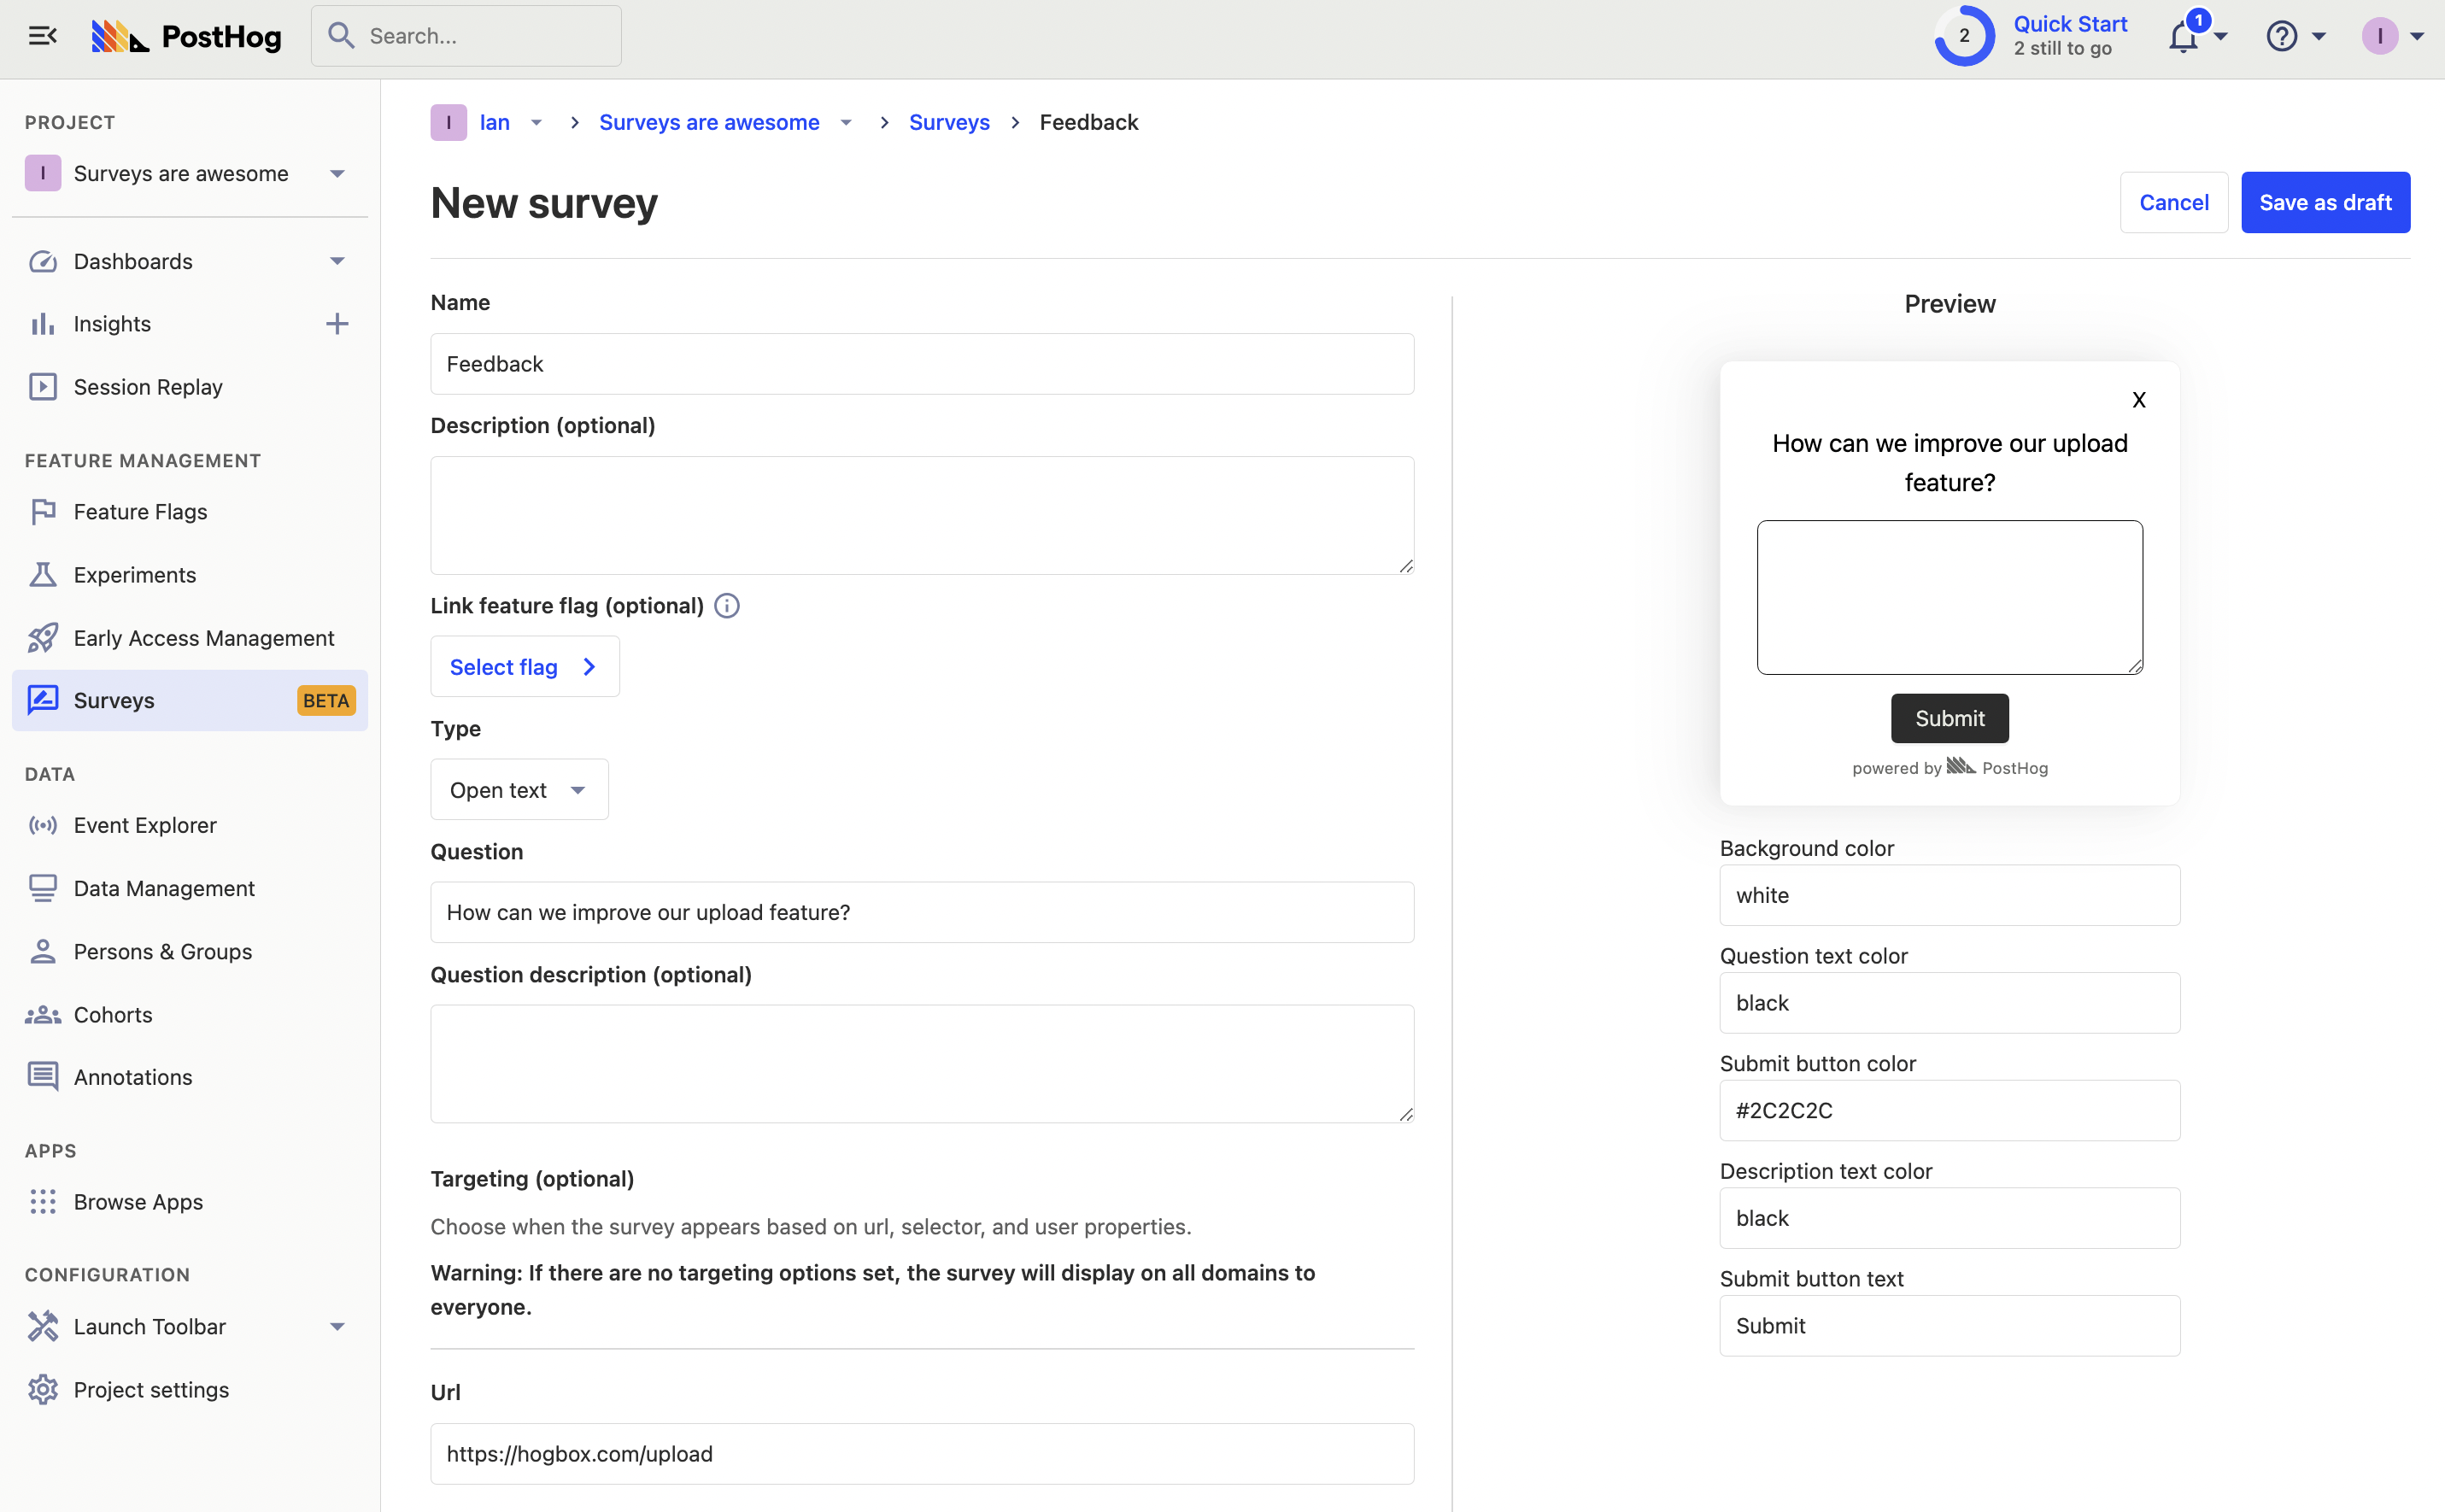 PostHog
Search...
2
Quick Start
2 still to go
1
I
PROJECT
I Surveys are awesome
Dashboards
Insights
Session Replay
FEATURE MANAGEMENT
Feature Flags
Experiments
Early Access Management
Surveys BETA
DATA
Event Explorer
Data Management
Persons & Groups
Cohorts
Annotations
APPS
Browse Apps
CONFIGURATION
Launch Toolbar
Project settings
I Ian > Surveys are awesome > Surveys > Feedback
New survey
Cancel
Save as draft
Name
Feedback
Description (optional)
Link feature flag (optional)
Select flag
Type
Open text
Question
How can we improve our upload feature?
Question description (optional)
Targeting (optional)
Choose when the survey appears based on url, selector, and user properties.
Warning: If there are no targeting options set, the survey will display on all domains to
everyone.
Url
https://hogbox.com/upload
Preview
X
How can we improve our upload
feature?
Submit
powered by PostHog
Background color
white
Question text color
black
Submit button color
#2C2C2C
Description text color
black
Submit button text
Submit